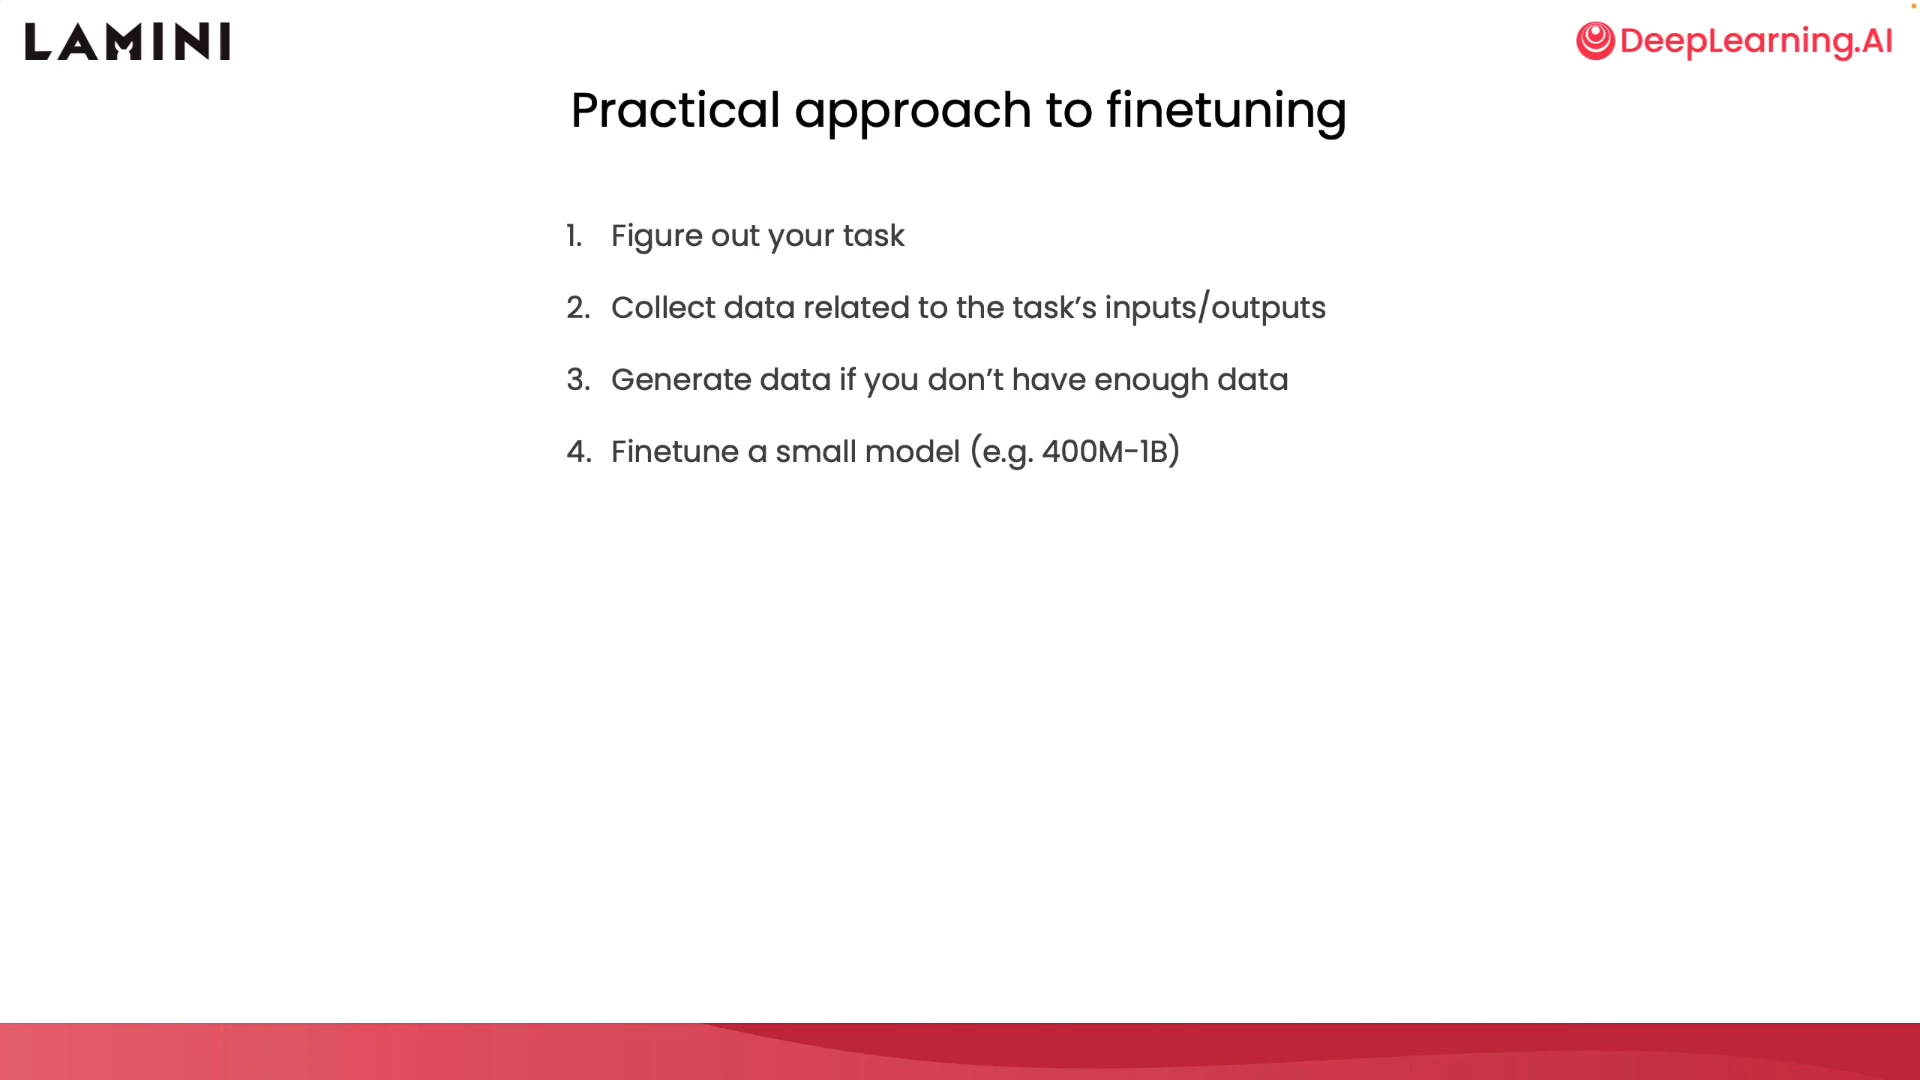 LAMINI
DeepLearning.AI
Practical approach to finetuning
1. Figure out your task
2. Collect data related to the task’s inputs/outputs
3. Generate data if you don’t have enough data
4. Finetune a small model (e.g. 400M-1B)